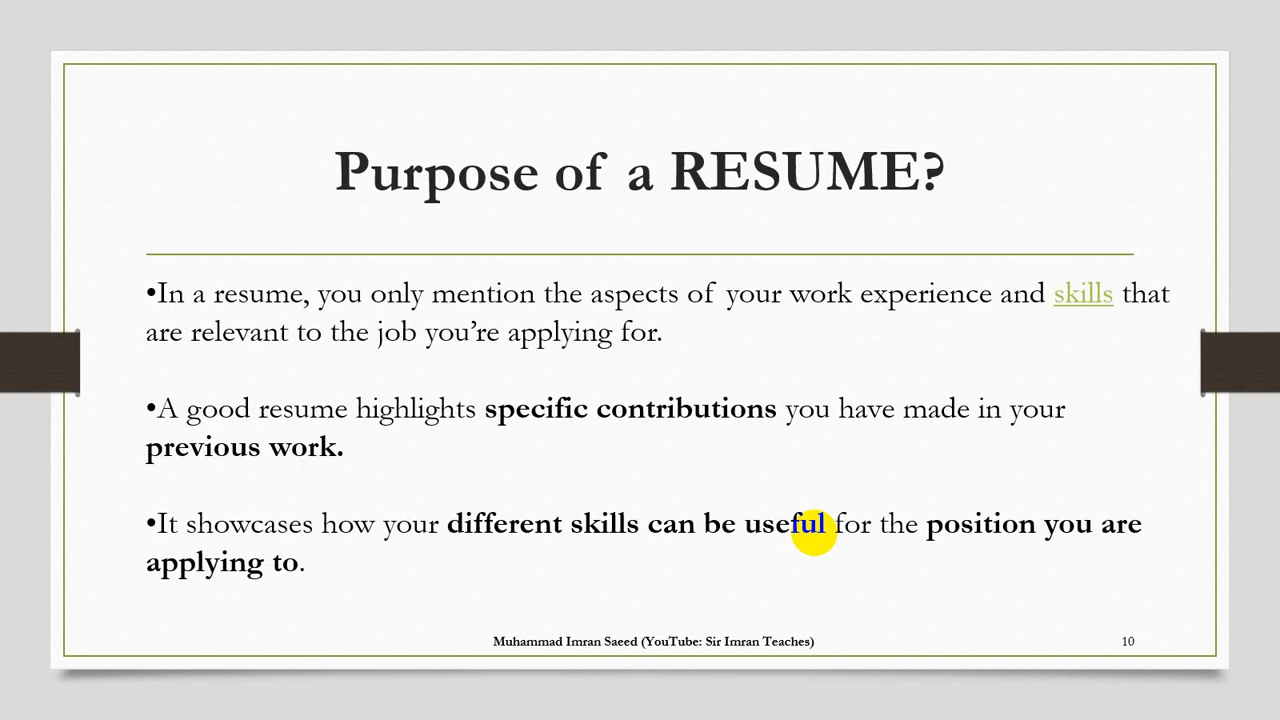 Purpose of a RESUME?
•In a resume, you only mention the aspects of your work experience and skills that
are relevant to the job you’re applying for.
•A good resume highlights specific contributions you have made in your
previous work.
•It showcases how your different skills can be useful for the position you are
applying to.
Muhammad Imran Saeed (YouTube: Sir Imran Teaches)
10